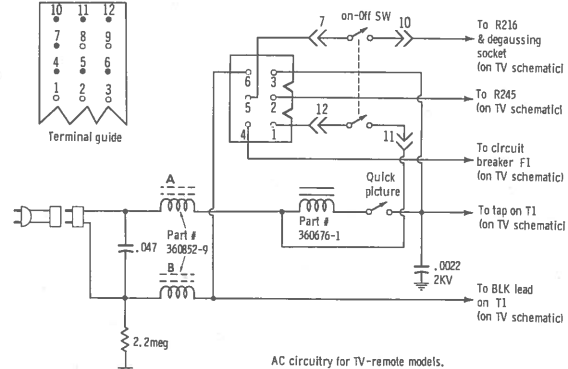 10 11 12
7 8 9
4 5 6
1 2 3
Terminal guide
7 on-Off SW 10
To R216
& degaussing
socket
(on TV schematic)
6 3
5 2
4 1
12
11
To R245
(on TV schematic)
To circuit
breaker F1
(on TV schematic)
A
Quick
picture
Part #
360676-1
To tap on T1
(on TV schematic)
.047
Part #
360852-9
B
.0022
2KV
To BLK lead
on T1
(on TV schematic)
2.2meg
AC circuitry for TV-remote models.